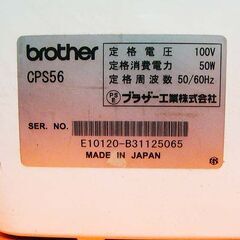 brother
CPS56
定格電圧 100V
定格消費電力 50W
定格周波数 50/60Hz
PSE ブラザー工業株式会社
SER. NO.
E10120-B31125065
MADE IN JAPAN